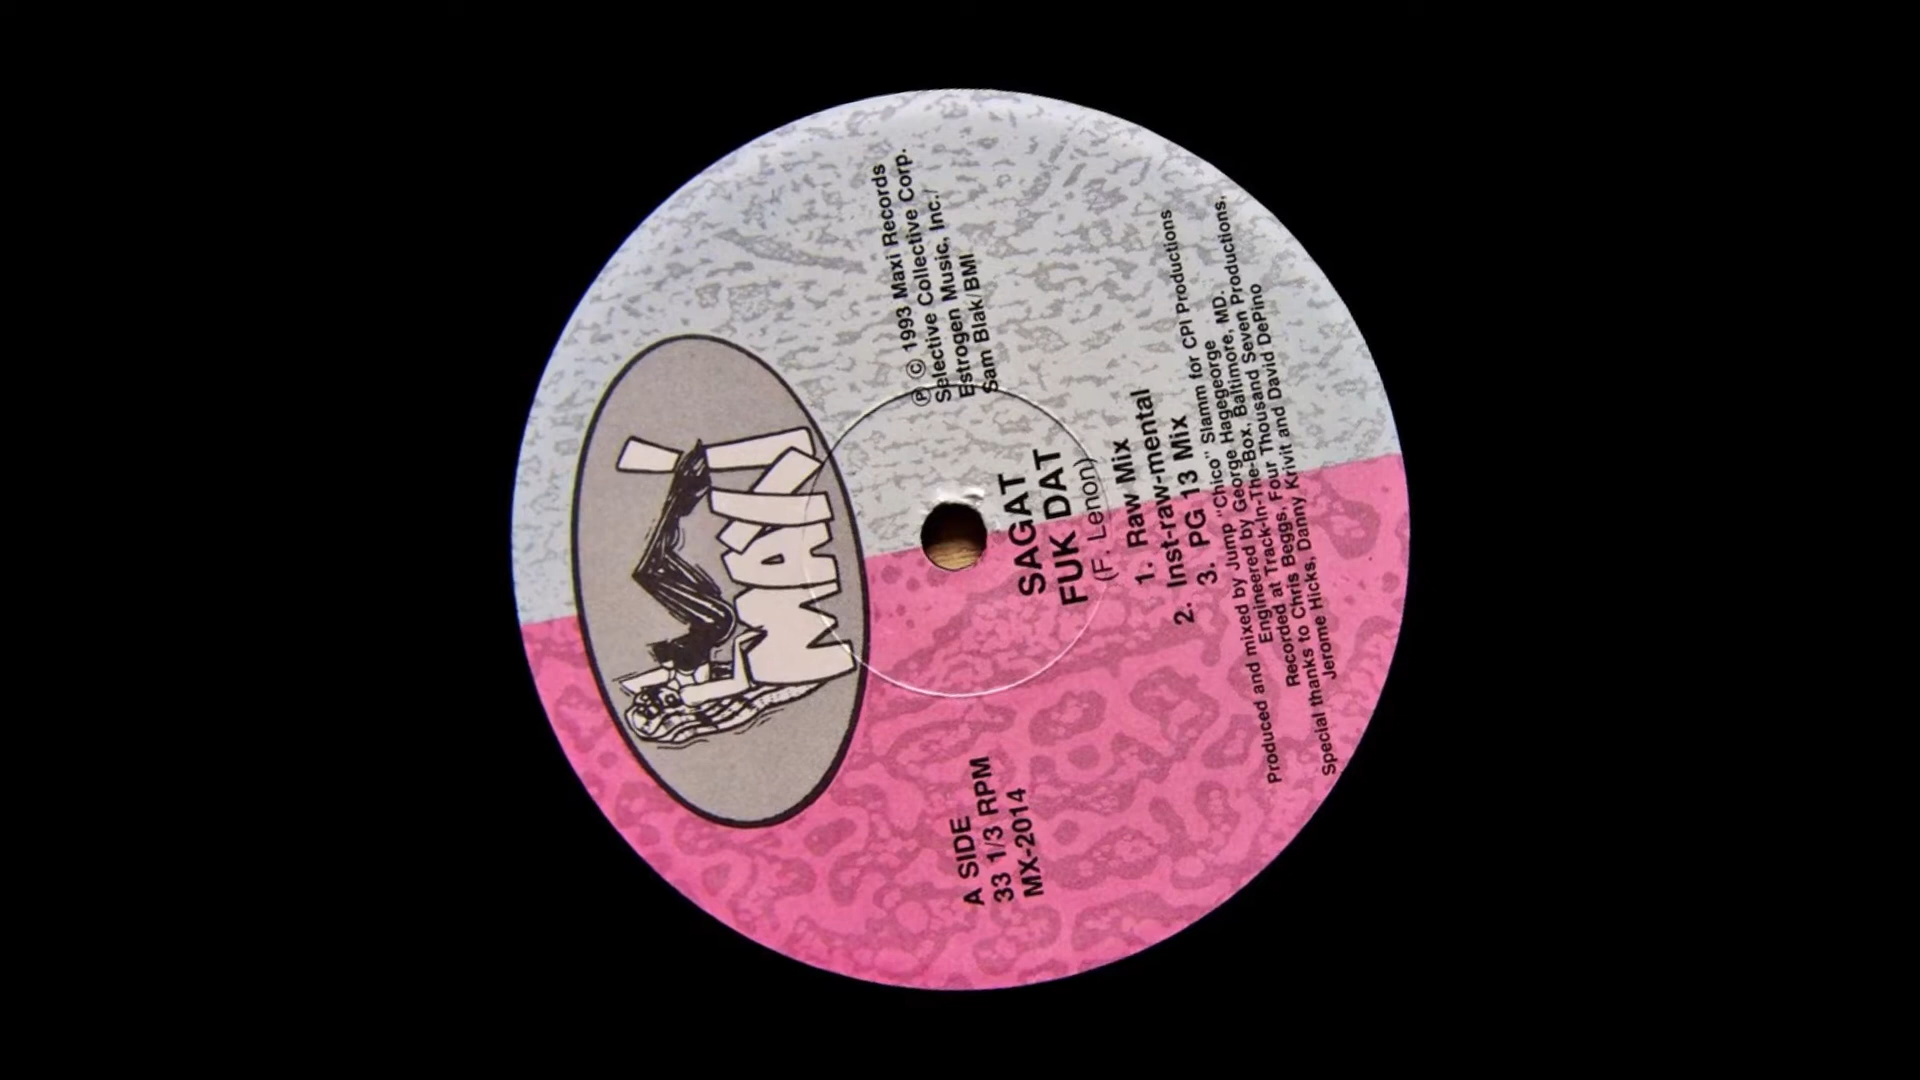 MAXI
℗ © 1993 Maxi Records
Selective Collective Corp.
Selective Music, Inc./
Estrogen Music, Inc./
Sam Blak/BMI
A SIDE
33 1/3 RPM
MX-2014
SAGAT
FUK DAT
(F. Lenon)
1. Raw Mix
2. Inst-raw-mental
3. PG 13 Mix
Produced and mixed by Jump "Chico" Slamm for CPI Productions
Engineered by George Hagegeorge
Recorded at Track-In-The-Box, Baltimore, MD.
Special thanks to Chris Beggs, Four Thousand Seven Productions,
Jerome Hicks, Danny Krivit and David DePino